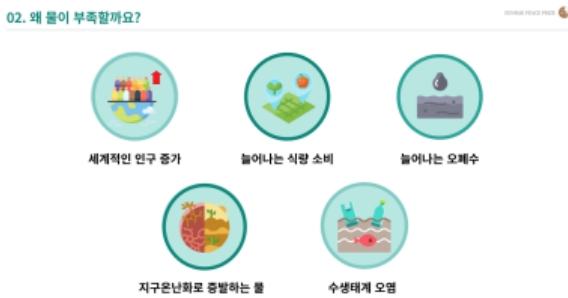 02. 왜 물이 부족할까요?
세계적인 인구 증가
늘어나는 식량 소비
늘어나는 오폐수
지구온난화로 증발하는 물
수생태계 오염